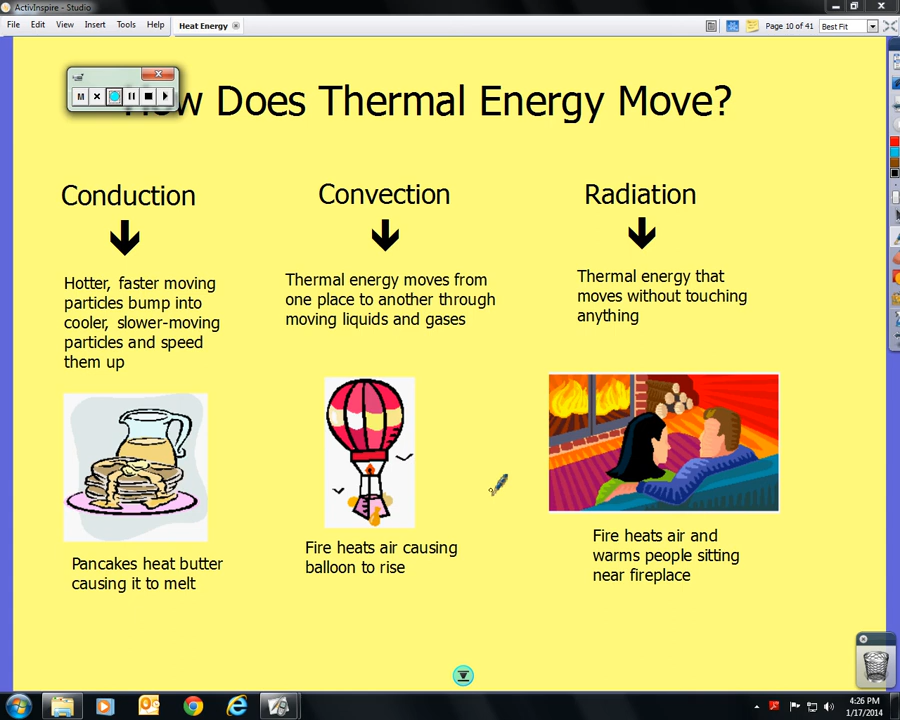 ActivInspire - Studio
File Edit View Insert Tools Help Heat Energy Page 10 of 41 Best Fit
M
How Does Thermal Energy Move?
Conduction
Convection
Radiation
Hotter, faster moving
particles bump into
cooler, slower-moving
particles and speed
them up
Thermal energy moves from
one place to another through
moving liquids and gases
Thermal energy that
moves without touching
anything
Pancakes heat butter
causing it to melt
Fire heats air causing
balloon to rise
Fire heats air and
warms people sitting
near fireplace
4:26 PM
1/17/2014